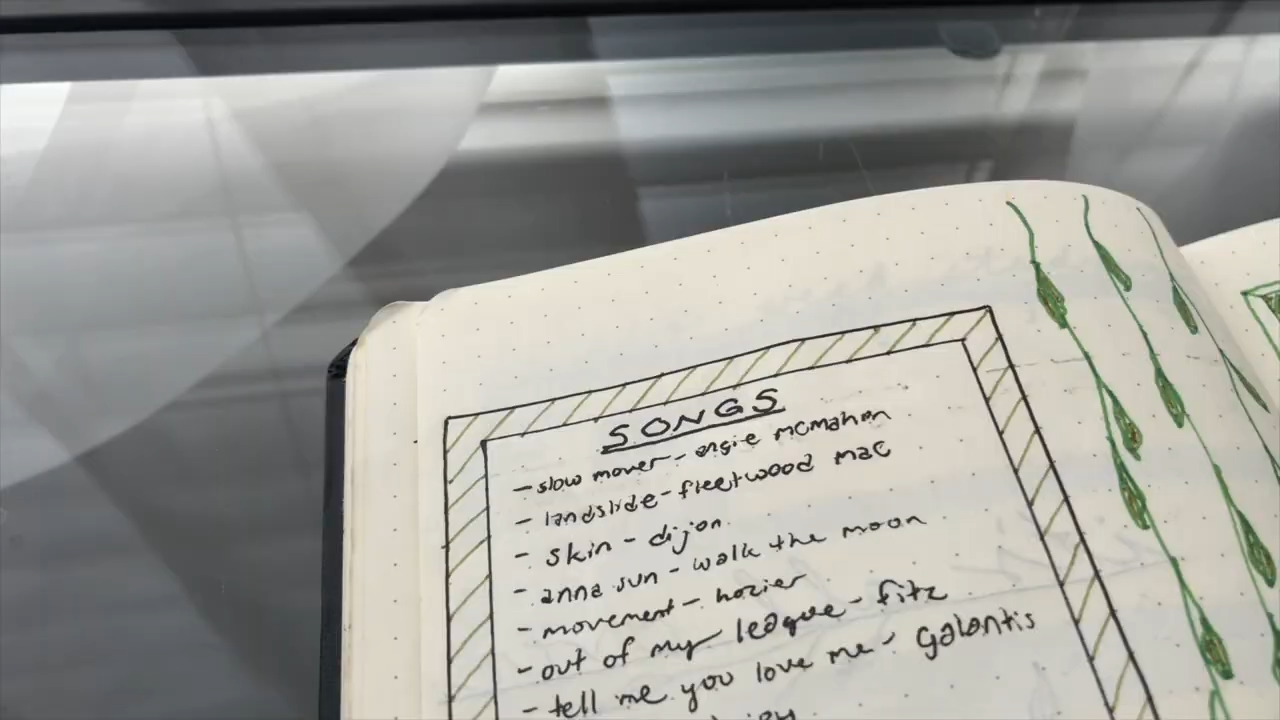 SONGS
- slow mover - angie mcmahon
- landslide - fleetwood mac
- skin - dijon
- anna sun - walk the moon
- movement - hozier
- out of my league - fitz
- tell me you love me - Galantis